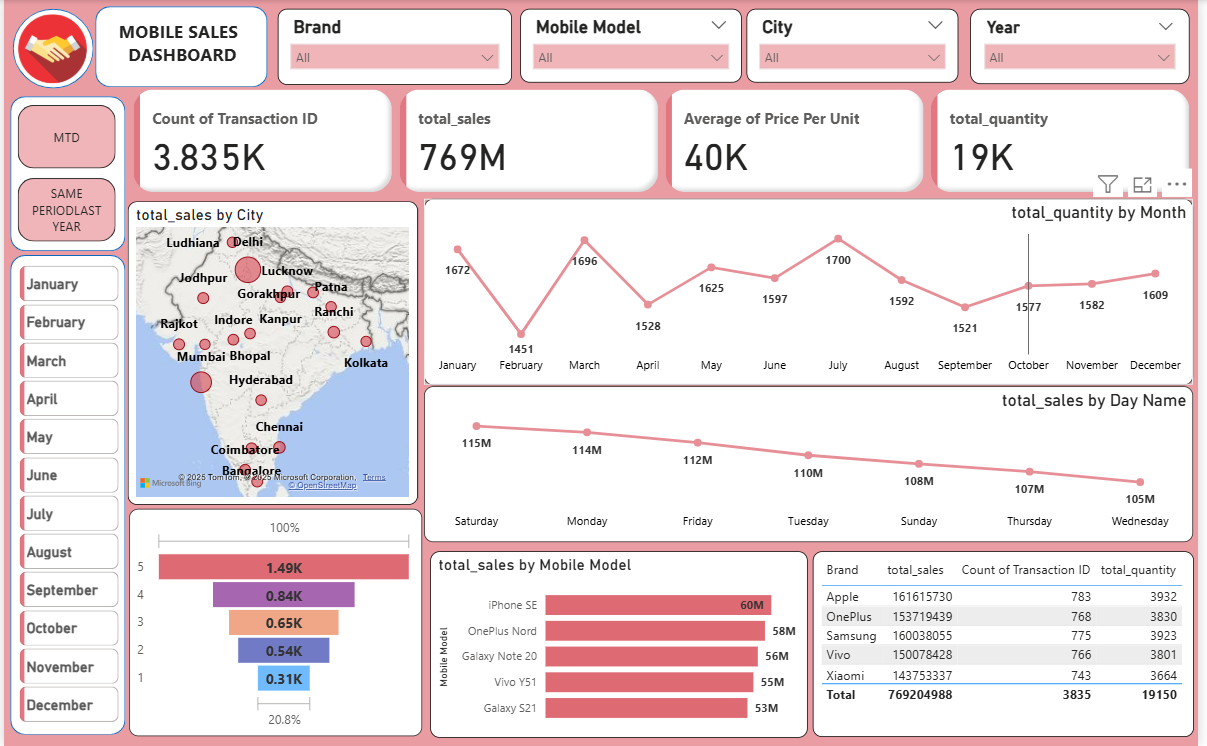 MOBILE SALES
DASHBOARD
Brand
All
Mobile Model
All
City
All
Year
All
MTD
SAME
PERIODLAST
YEAR
Count of Transaction ID
3.835K
total_sales
769M
Average of Price Per Unit
40K
total_quantity
19K
January
February
March
April
May
June
July
August
September
October
November
December
total_sales by City
Ludhiana Delhi
Jodhpur Lucknow
Gorakhpur Patna
Rajkot Indore Kanpur Ranchi
Mumbai Bhopal
Kolkata
Hyderabad
Chennai
Coimbatore
Bangalore
Microsoft Bing
© 2025 TomTom, © 2025 Microsoft Corporation, Terms
© OpenStreetMap
total_quantity by Month
1672 1451 1696 1528 1625 1597 1700 1592 1521 1577 1582 1609
January February March April May June July August September October November December
total_sales by Day Name
115M 114M 112M 110M 108M 107M 105M
Saturday Monday Friday Tuesday Sunday Thursday Wednesday
100%
5 1.49K
4 0.84K
3 0.65K
2 0.54K
1 0.31K
20.8%
total_sales by Mobile Model
Mobile Model
iPhone SE 60M
OnePlus Nord 58M
Galaxy Note 20 56M
Vivo Y51 55M
Galaxy S21 53M
Brand total_sales Count of Transaction ID total_quantity
Apple 161615730 783 3932
OnePlus 153719439 768 3830
Samsung 160038055 775 3923
Vivo 150078428 766 3801
Xiaomi 143753337 743 3664
Total 769204988 3835 19150